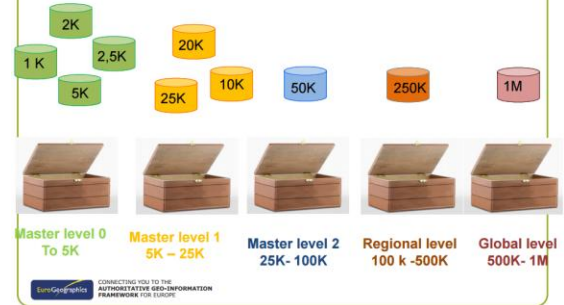 2K
1 K
2,5K
5K
20K
25K
10K
50K
250K
1M
Master level 0
To 5K
Master level 1
5K – 25K
Master level 2
25K- 100K
Regional level
100 k -500K
Global level
500K- 1M
EuroGeographics
CONNECTING YOU TO THE
AUTHORITATIVE GEO-INFORMATION
FRAMEWORK FOR EUROPE